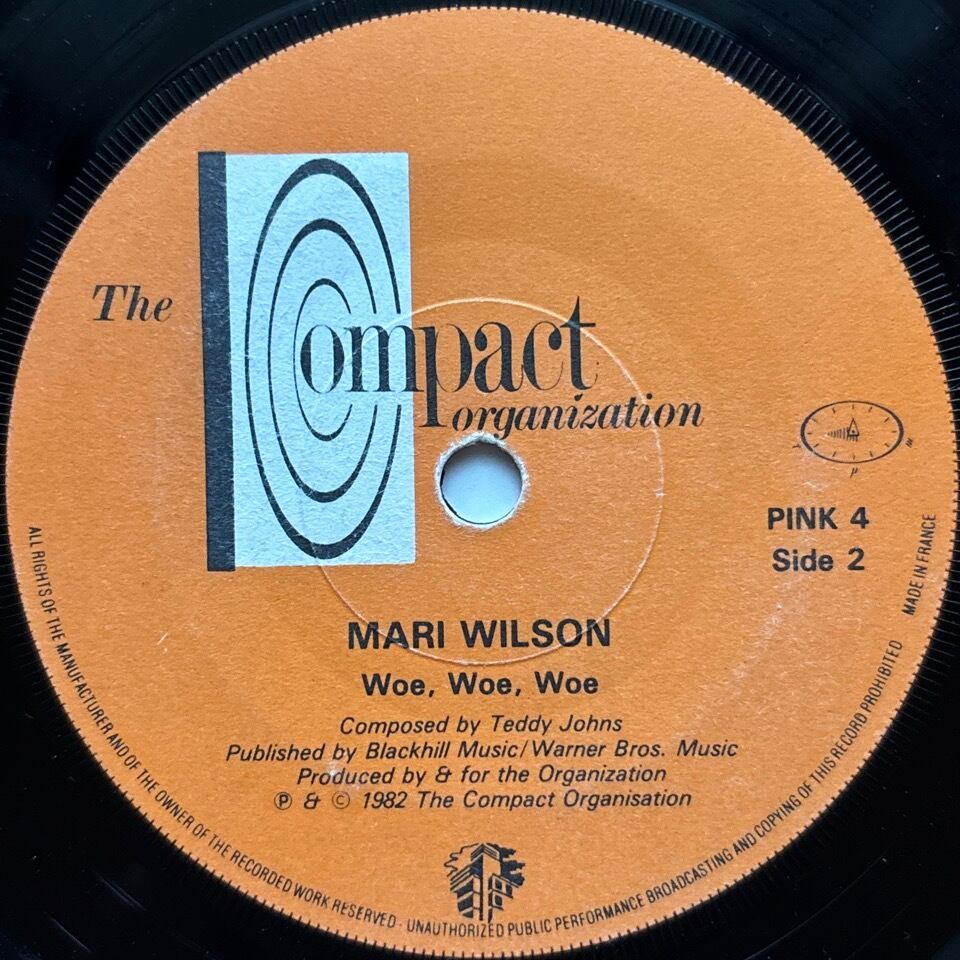 The
Compact
organization
PINK 4
Side 2
MARI WILSON
Woe, Woe, Woe
Composed by Teddy Johns
Published by Blackhill Music/Warner Bros. Music
Produced by & for the Organization
℗ & © 1982 The Compact Organisation
ALL RIGHTS OF THE MANUFACTURER AND OF THE OWNER OF THE RECORDED WORK RESERVED · UNAUTHORIZED PUBLIC PERFORMANCE BROADCASTING AND COPYING OF THIS RECORD PROHIBITED
MADE IN FRANCE